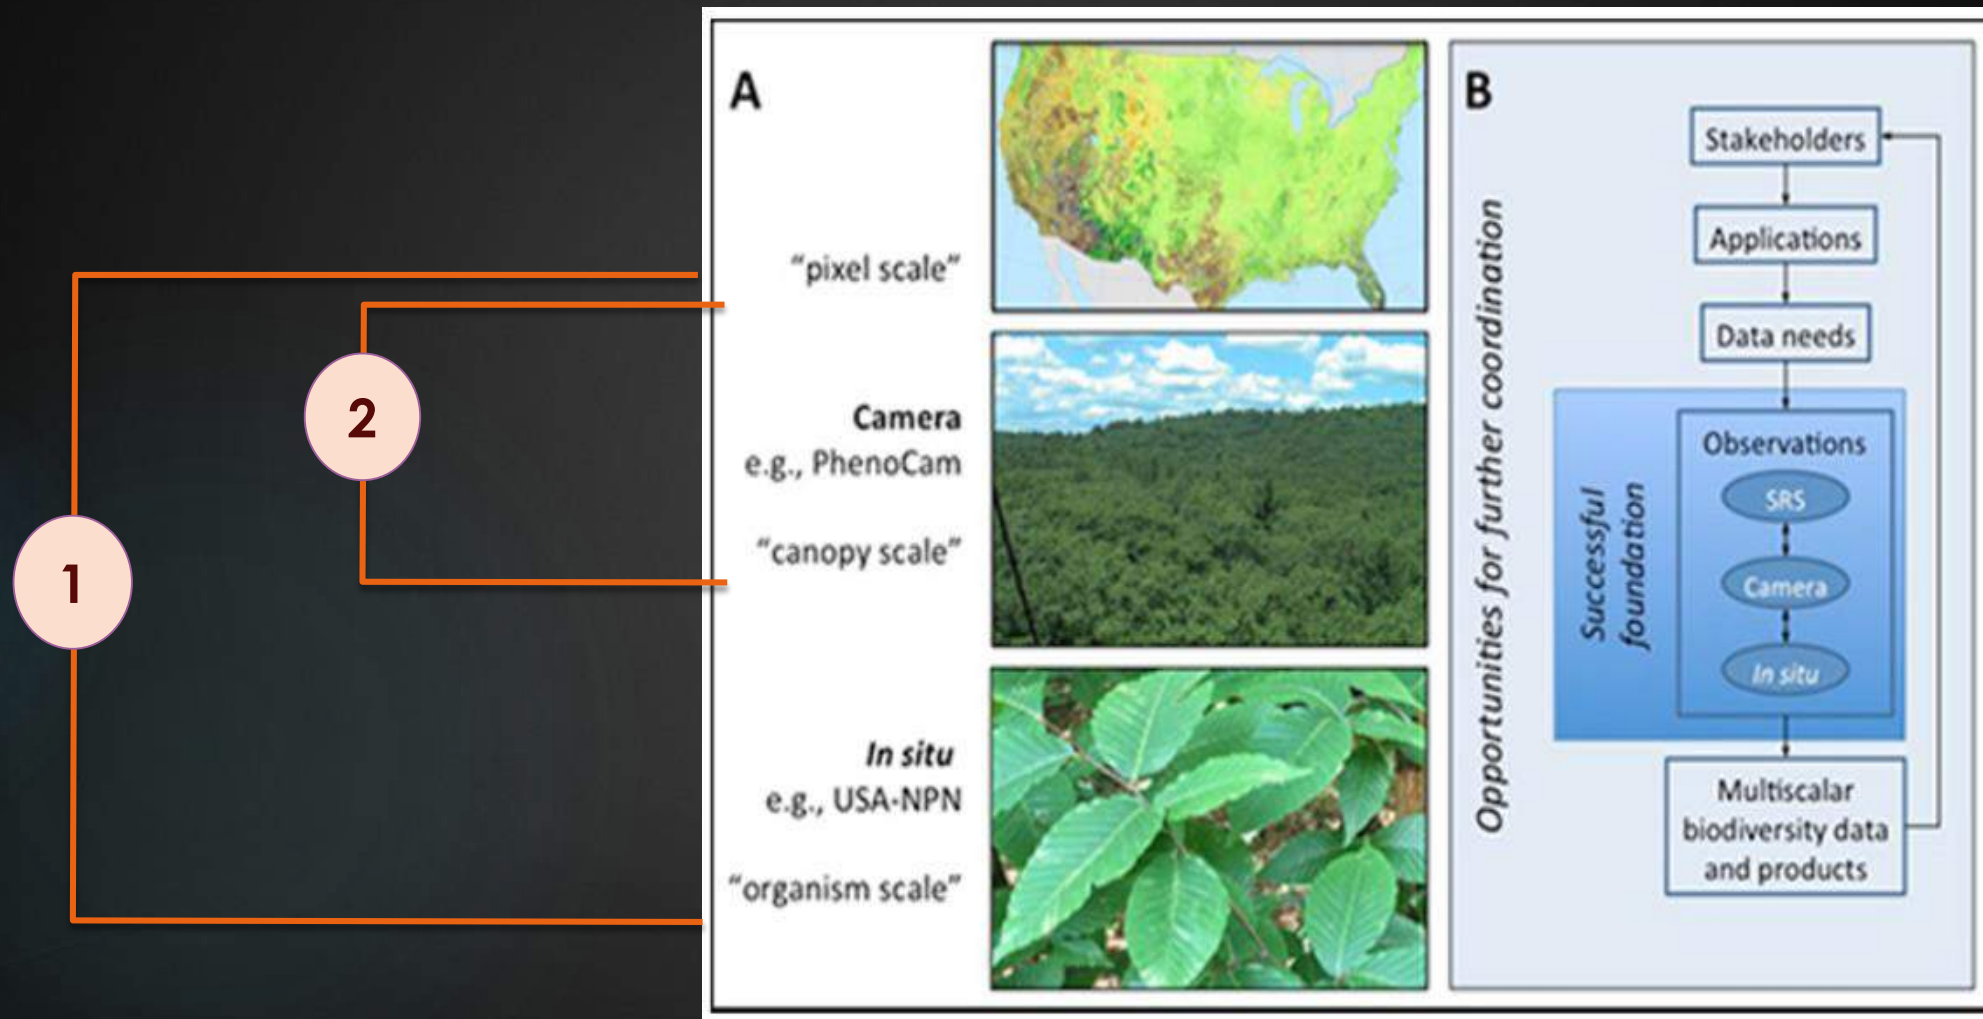 1
2
A
"pixel scale"
Camera
e.g., PhenoCam
"canopy scale"
In situ
e.g., USA-NPN
"organism scale"
B
Opportunities for further coordination
Stakeholders
Applications
Data needs
Successful
foundation
Observations
SRS
Camera
In situ
Multiscalar
biodiversity data
and products